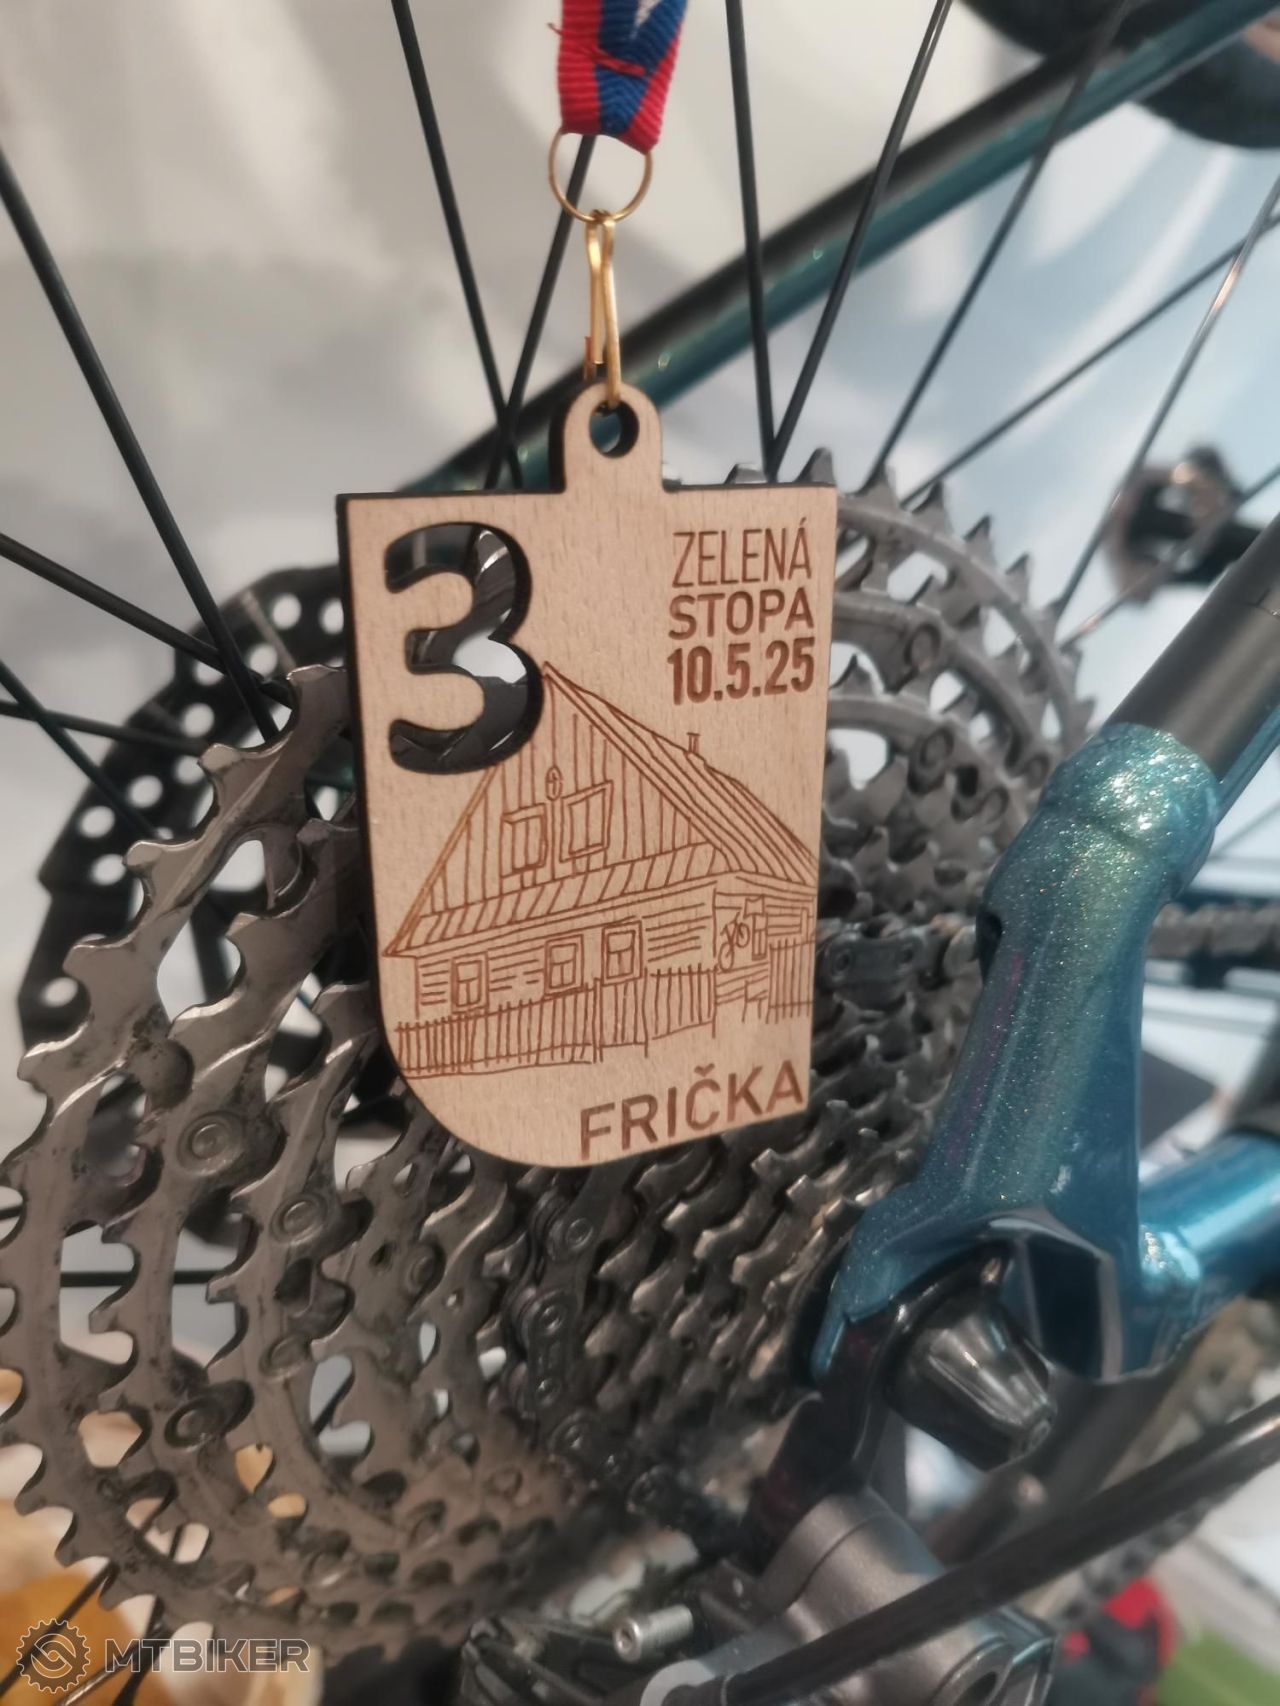 3
ZELENÁ
STOPA
10.5.25
FRIČKA
MTBIKER